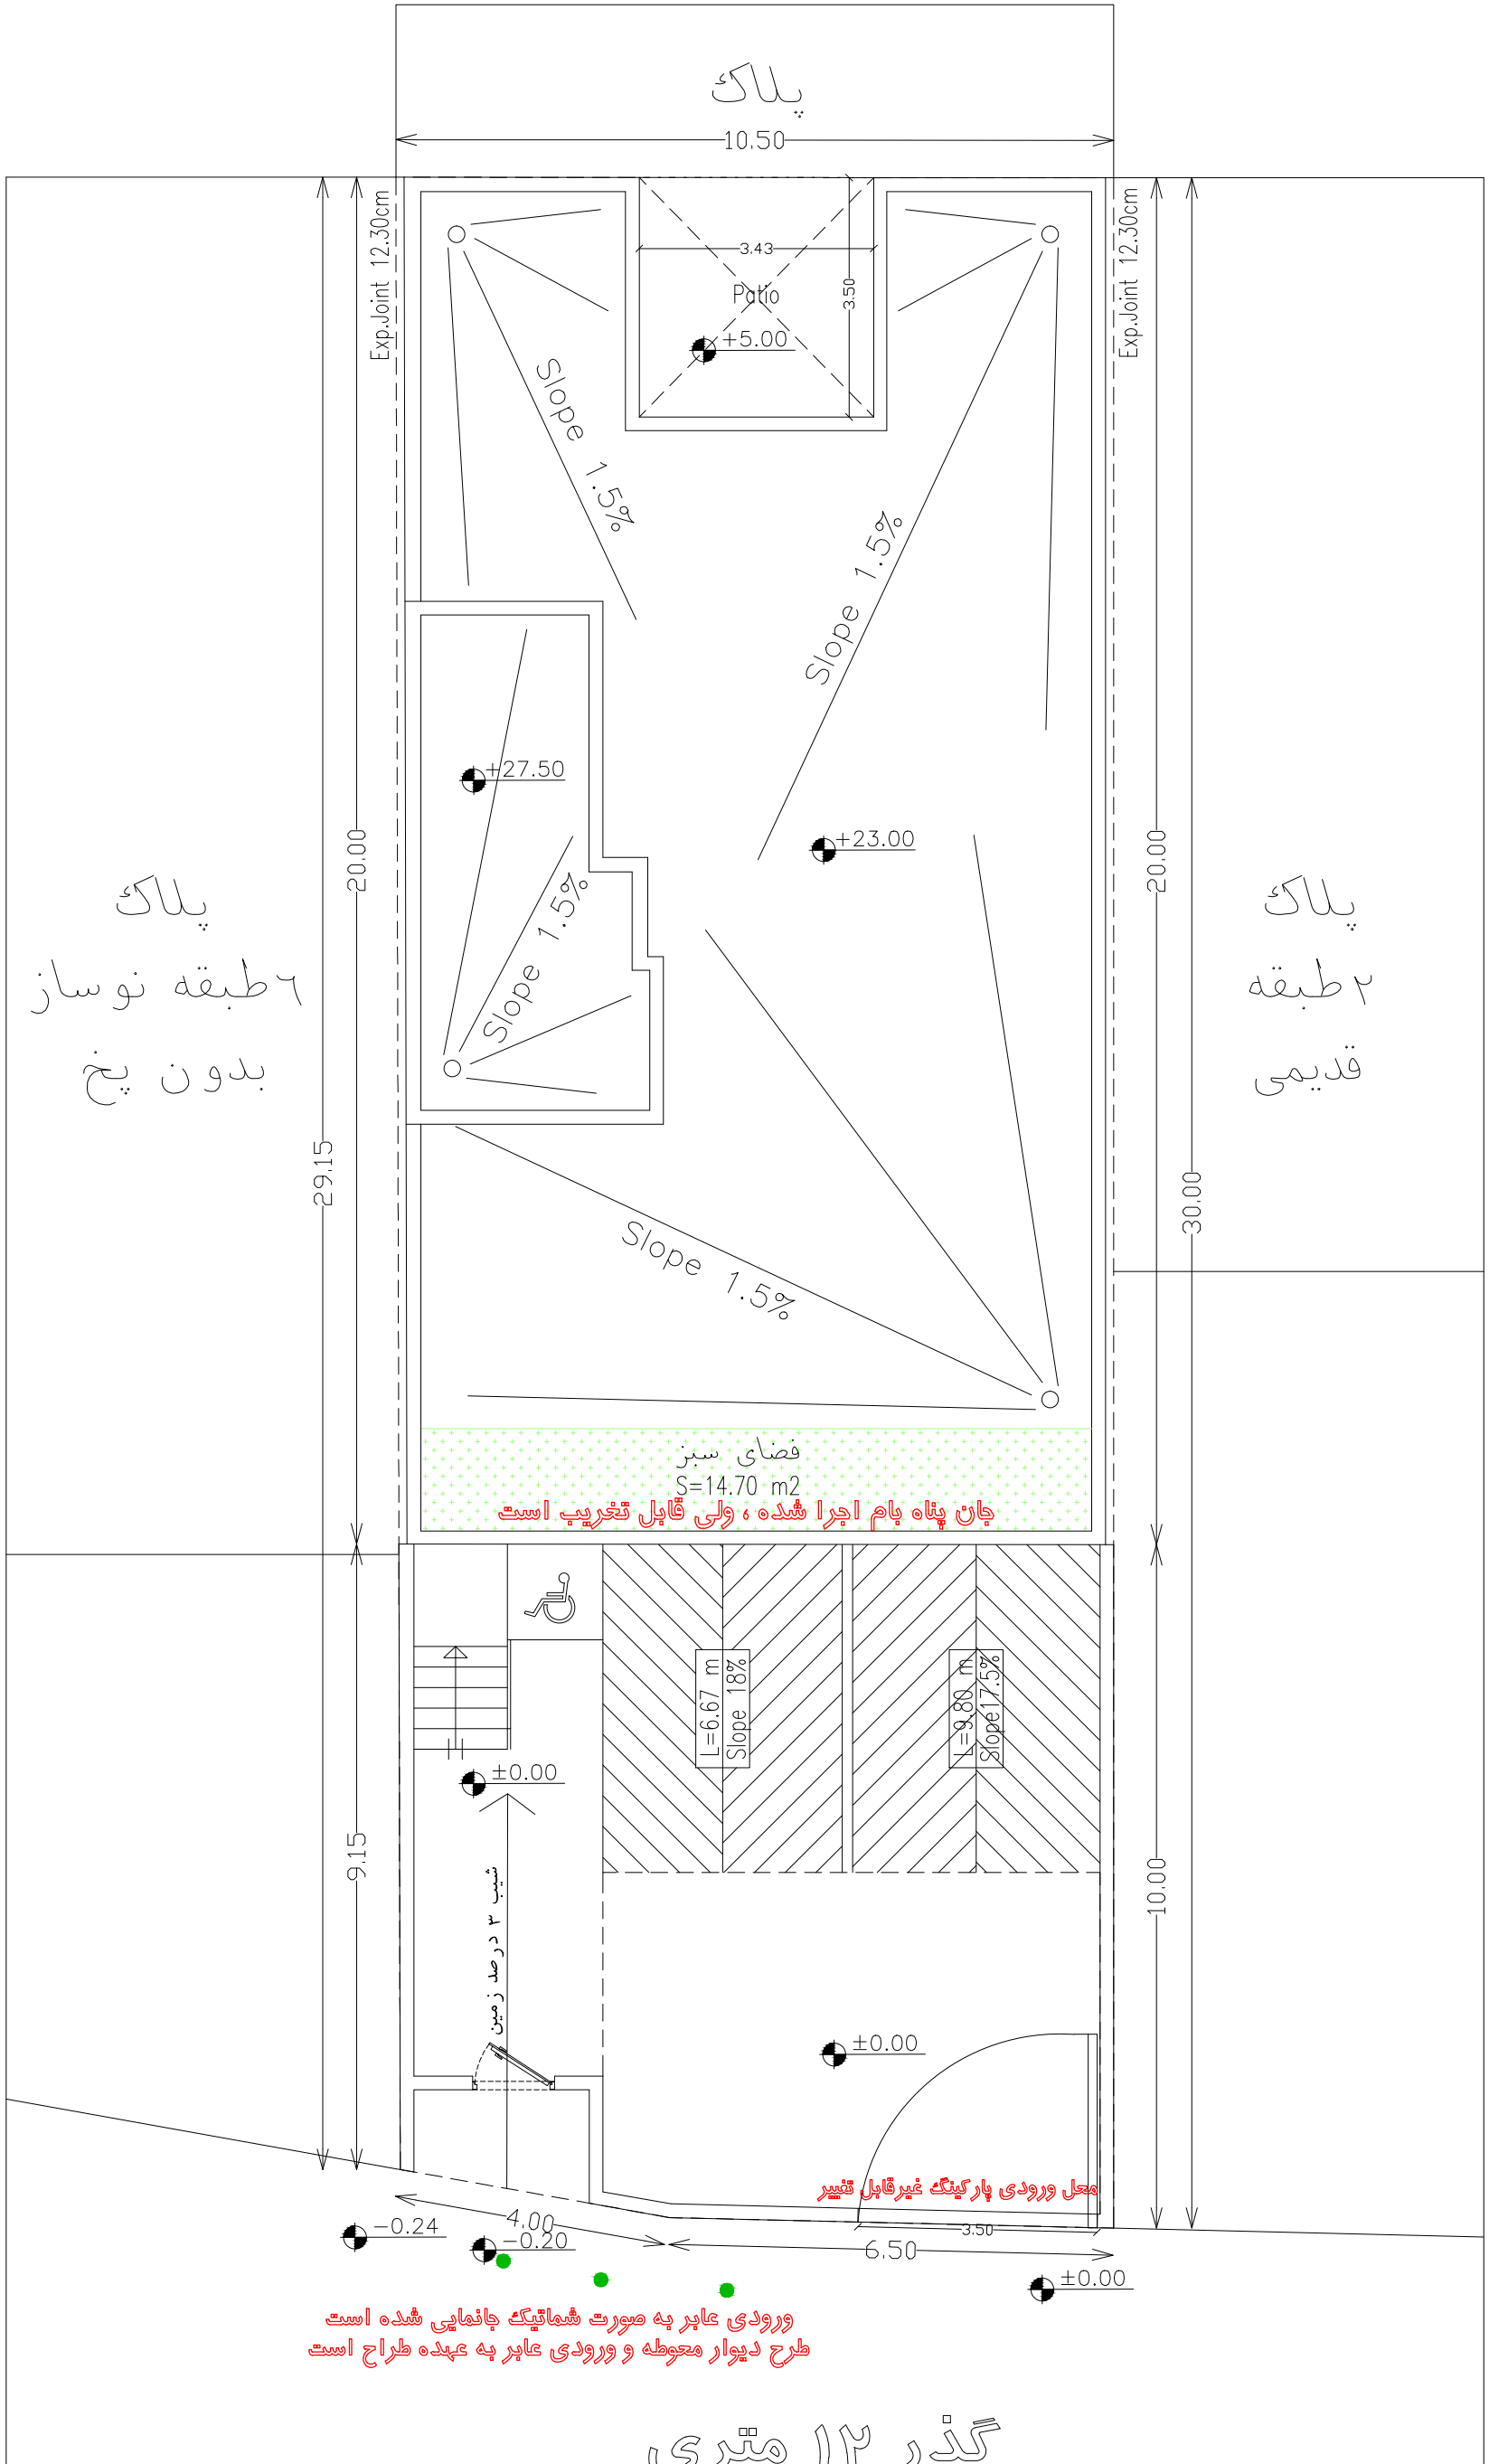 پلاک
10.50
Exp.Joint 12.30cm
Exp.Joint 12.30cm
3.43
3.50
Patio
+5.00
Slope 1.5%
Slope 1.5%
+27.50
+23.00
20.00
20.00
پلاک
۶ طبقه نوساز
بدون پخ
پلاک
۲ طبقه
قدیمی
Slope 1.5%
29.15
30.00
Slope 1.5%
فضای سبز
S=14.70 m2
جان پناه بام اجرا شده ، ولی قابل تخریب است
L=6.67 m
Slope 18%
L=9.80 m
Slope17.5%
±0.00
9.15
10.00
شیب ۳ درصد زمین
±0.00
محل ورودی پارکینگ غیرقابل تغییر
4.00
3.50
6.50
-0.24
-0.20
±0.00
ورودی عابر به صورت شماتیک جانمایی شده است
طرح دیوار محوطه و ورودی عابر به عهده طراح است
گذر ۱۲ متری